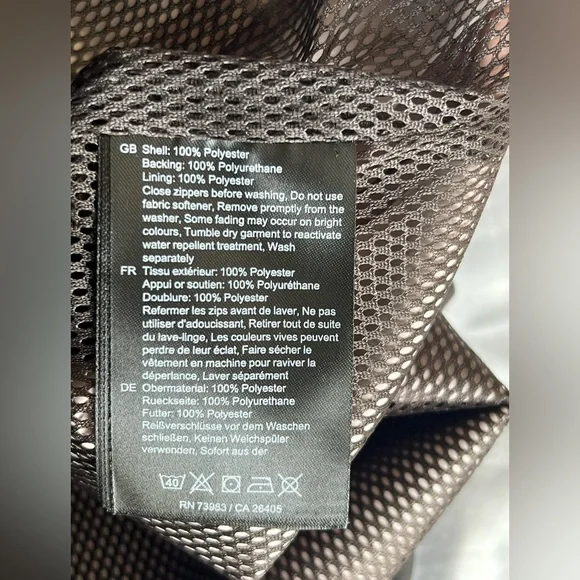 GB Shell: 100% Polyester
Backing: 100% Polyurethane
Lining: 100% Polyester
Close zippers before washing, Do not use
fabric softener, Remove promptly from the
washer, Some fading may occur on bright
colours, Tumble dry garment to reactivate
water repellent treatment, Wash
separately
FR Tissu extérieur: 100% Polyester
Appui or soutien: 100% Polyuréthane
Doublure: 100% Polyester
Refermer les zips avant de laver, Ne pas
utiliser d'adoucissant, Retirer tout de suite
du lave-linge, Les couleurs vives peuvent
perdre de leur éclat, Faire sécher le
vêtement en machine pour raviver la
déperlance, Laver séparément
DE Obermaterial: 100% Polyester
Rueckseite: 100% Polyurethane
Futter: 100% Polyester
Reißverschlüsse vor dem Waschen
schließen, Keinen Weichspüler
verwenden, Sofort aus der
40
RN 73983 / CA 26405